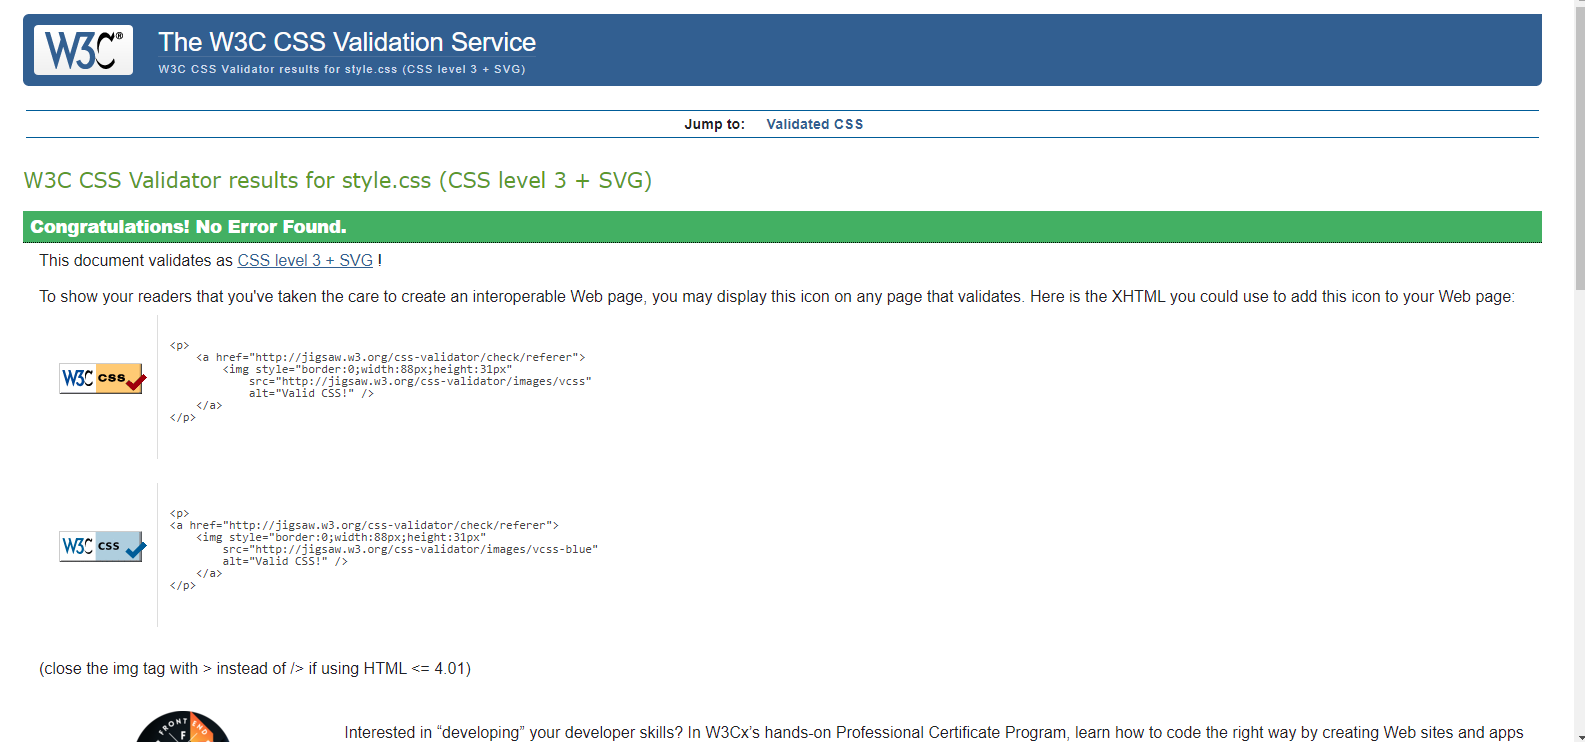 W3C®
The W3C CSS Validation Service
W3C CSS Validator results for style.css (CSS level 3 + SVG)
Jump to: Validated CSS
W3C CSS Validator results for style.css (CSS level 3 + SVG)
Congratulations! No Error Found.
This document validates as CSS level 3 + SVG !
To show your readers that you've taken the care to create an interoperable Web page, you may display this icon on any page that validates. Here is the XHTML you could use to add this icon to your Web page:
W3C css
<p>
    <a href="http://jigsaw.w3.org/css-validator/check/referer">
        <img style="border:0;width:88px;height:31px"
            src="http://jigsaw.w3.org/css-validator/images/vcss"
            alt="Valid CSS!" />
    </a>
</p>
W3C css
<p>
<a href="http://jigsaw.w3.org/css-validator/check/referer">
    <img style="border:0;width:88px;height:31px"
        src="http://jigsaw.w3.org/css-validator/images/vcss-blue"
        alt="Valid CSS!" />
    </a>
</p>
(close the img tag with > instead of /> if using HTML <= 4.01)
FRONT END
F
Interested in “developing” your developer skills? In W3Cx’s hands-on Professional Certificate Program, learn how to code the right way by creating Web sites and apps